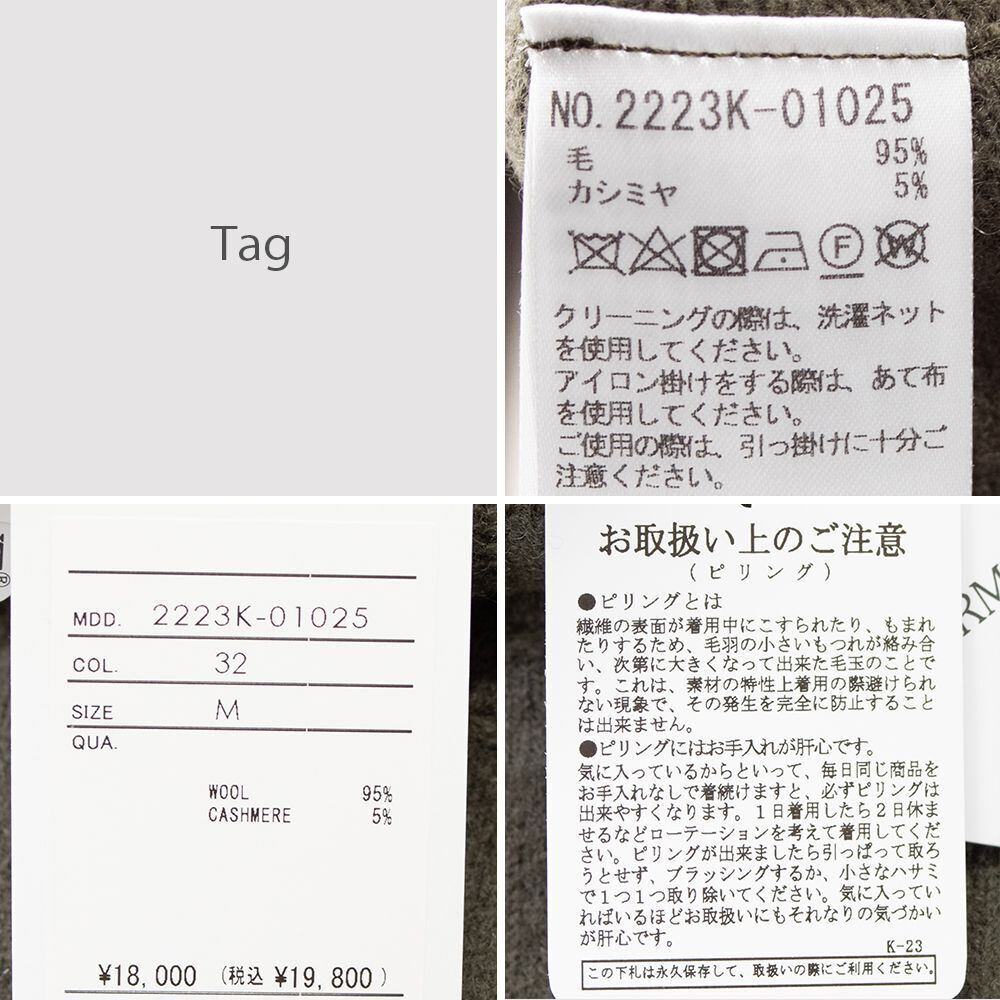 Tag
NO. 2223K-01025
毛 95%
カシミヤ 5%
F
W
クリーニングの際は、洗濯ネット
を使用してください。
アイロン掛けをする際は、あて布
を使用してください。
ご使用の際は、引っ掛けに十分ご
注意ください。
MDD. 2223K-01025
COL. 32
SIZE M
QUA.
WOOL 95%
CASHMERE 5%
¥18,000 (税込 ¥19,800)
お取扱い上のご注意
(ピリング)
●ピリングとは
繊維の表面が着用中にこすられたり、もまれ
たりするため、毛羽の小さいもつれが絡み合
い、次第に大きくなって出来た毛玉のことで
す。これは、素材の特性上着用の際避けられ
ない現象で、その発生を完全に防止すること
は出来ません。
●ピリングにはお手入れが肝心です。
気に入っているからといって、毎日同じ商品を
お手入れなしで着続けますと、必ずピリングは
出来やすくなります。1日着用したら2日休ま
せるなどローテーションを考えて着用してくだ
さい。ピリングが出来ましたら引っぱって取ろ
うとせず、ブラッシングするか、小さなハサミ
で1つ1つ取り除いてください。気に入ってい
ればいるほどお取扱いにもそれなりの気づかい
が肝心です。
K-23
この下札は永久保存して、取扱いの際にご利用ください。
RM